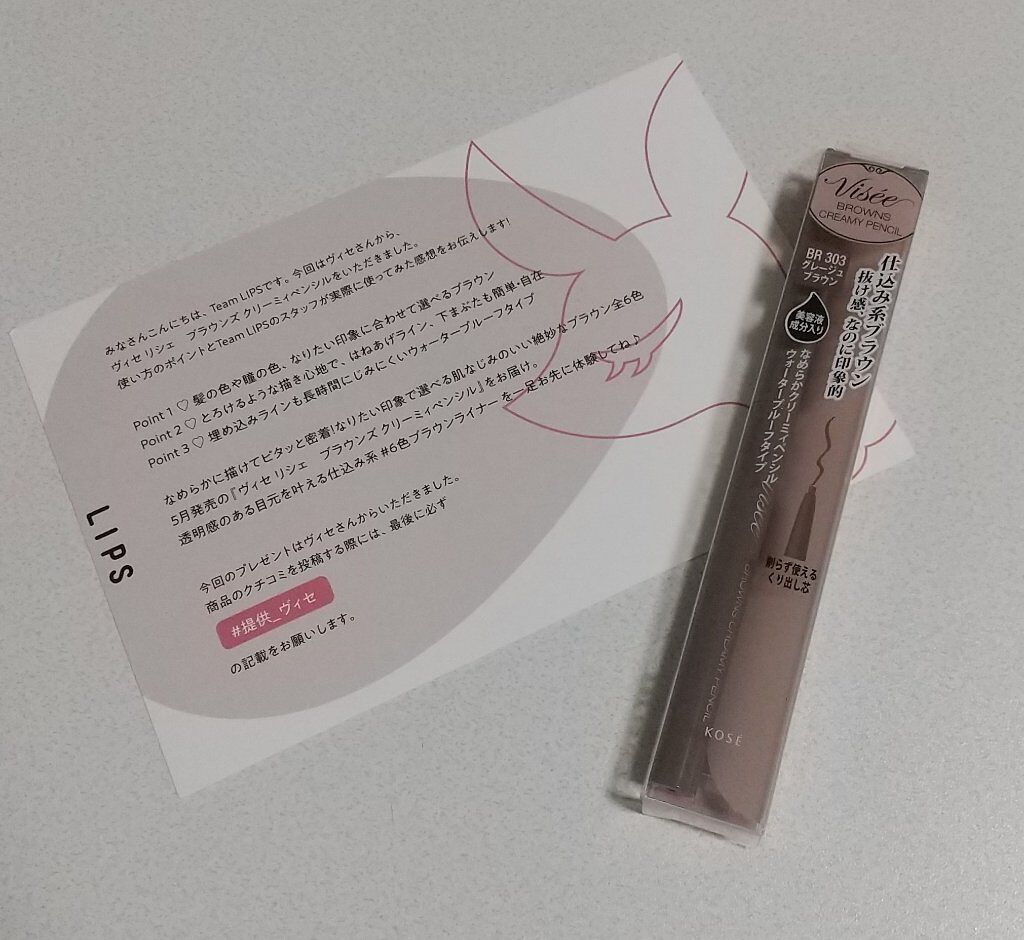 みなさんこんにちは、Team LIPSです。今回はヴィセさんから、
ヴィセ リシェ　ブラウンズ クリーミィペンシルをいただきました。
使い方のポイントとTeam LIPSのスタッフが実際に使ってみた感想をお伝えします!
Point 1 ♡ 髪の色や瞳の色、なりたい印象に合わせて選べるブラウン
Point 2 ♡ とろけるような描き心地で、はねあげライン、下まぶたも簡単・自在
Point 3 ♡ 埋め込みラインも長時間にじみにくいウォータープルーフタイプ
なめらかに描けてピタッと密着!なりたい印象で選べる肌なじみのいい絶妙なブラウン全6色
5月発売の『ヴィセ リシェ　ブラウンズ クリーミィペンシル』をお届け。
透明感のある目元を叶える仕込み系 #6色ブラウンライナー を一足お先に体験してね♪
今回のプレゼントはヴィセさんからいただきました。
商品のクチコミを投稿する際には、最後に必ず
#提供_ヴィセ
の記載をお願いします。
LIPS
Visée
BROWNS
CREAMY PENCIL
BR 303
グレージュ
ブラウン
仕込み系ブラウン
抜け感、なのに印象的
美容液
成分入り
なめらかクリーミィペンシル
ウォータープルーフタイプ
削らず使える
くり出し芯
Visée BROWNS CREAMY PENCIL
KOSÉ